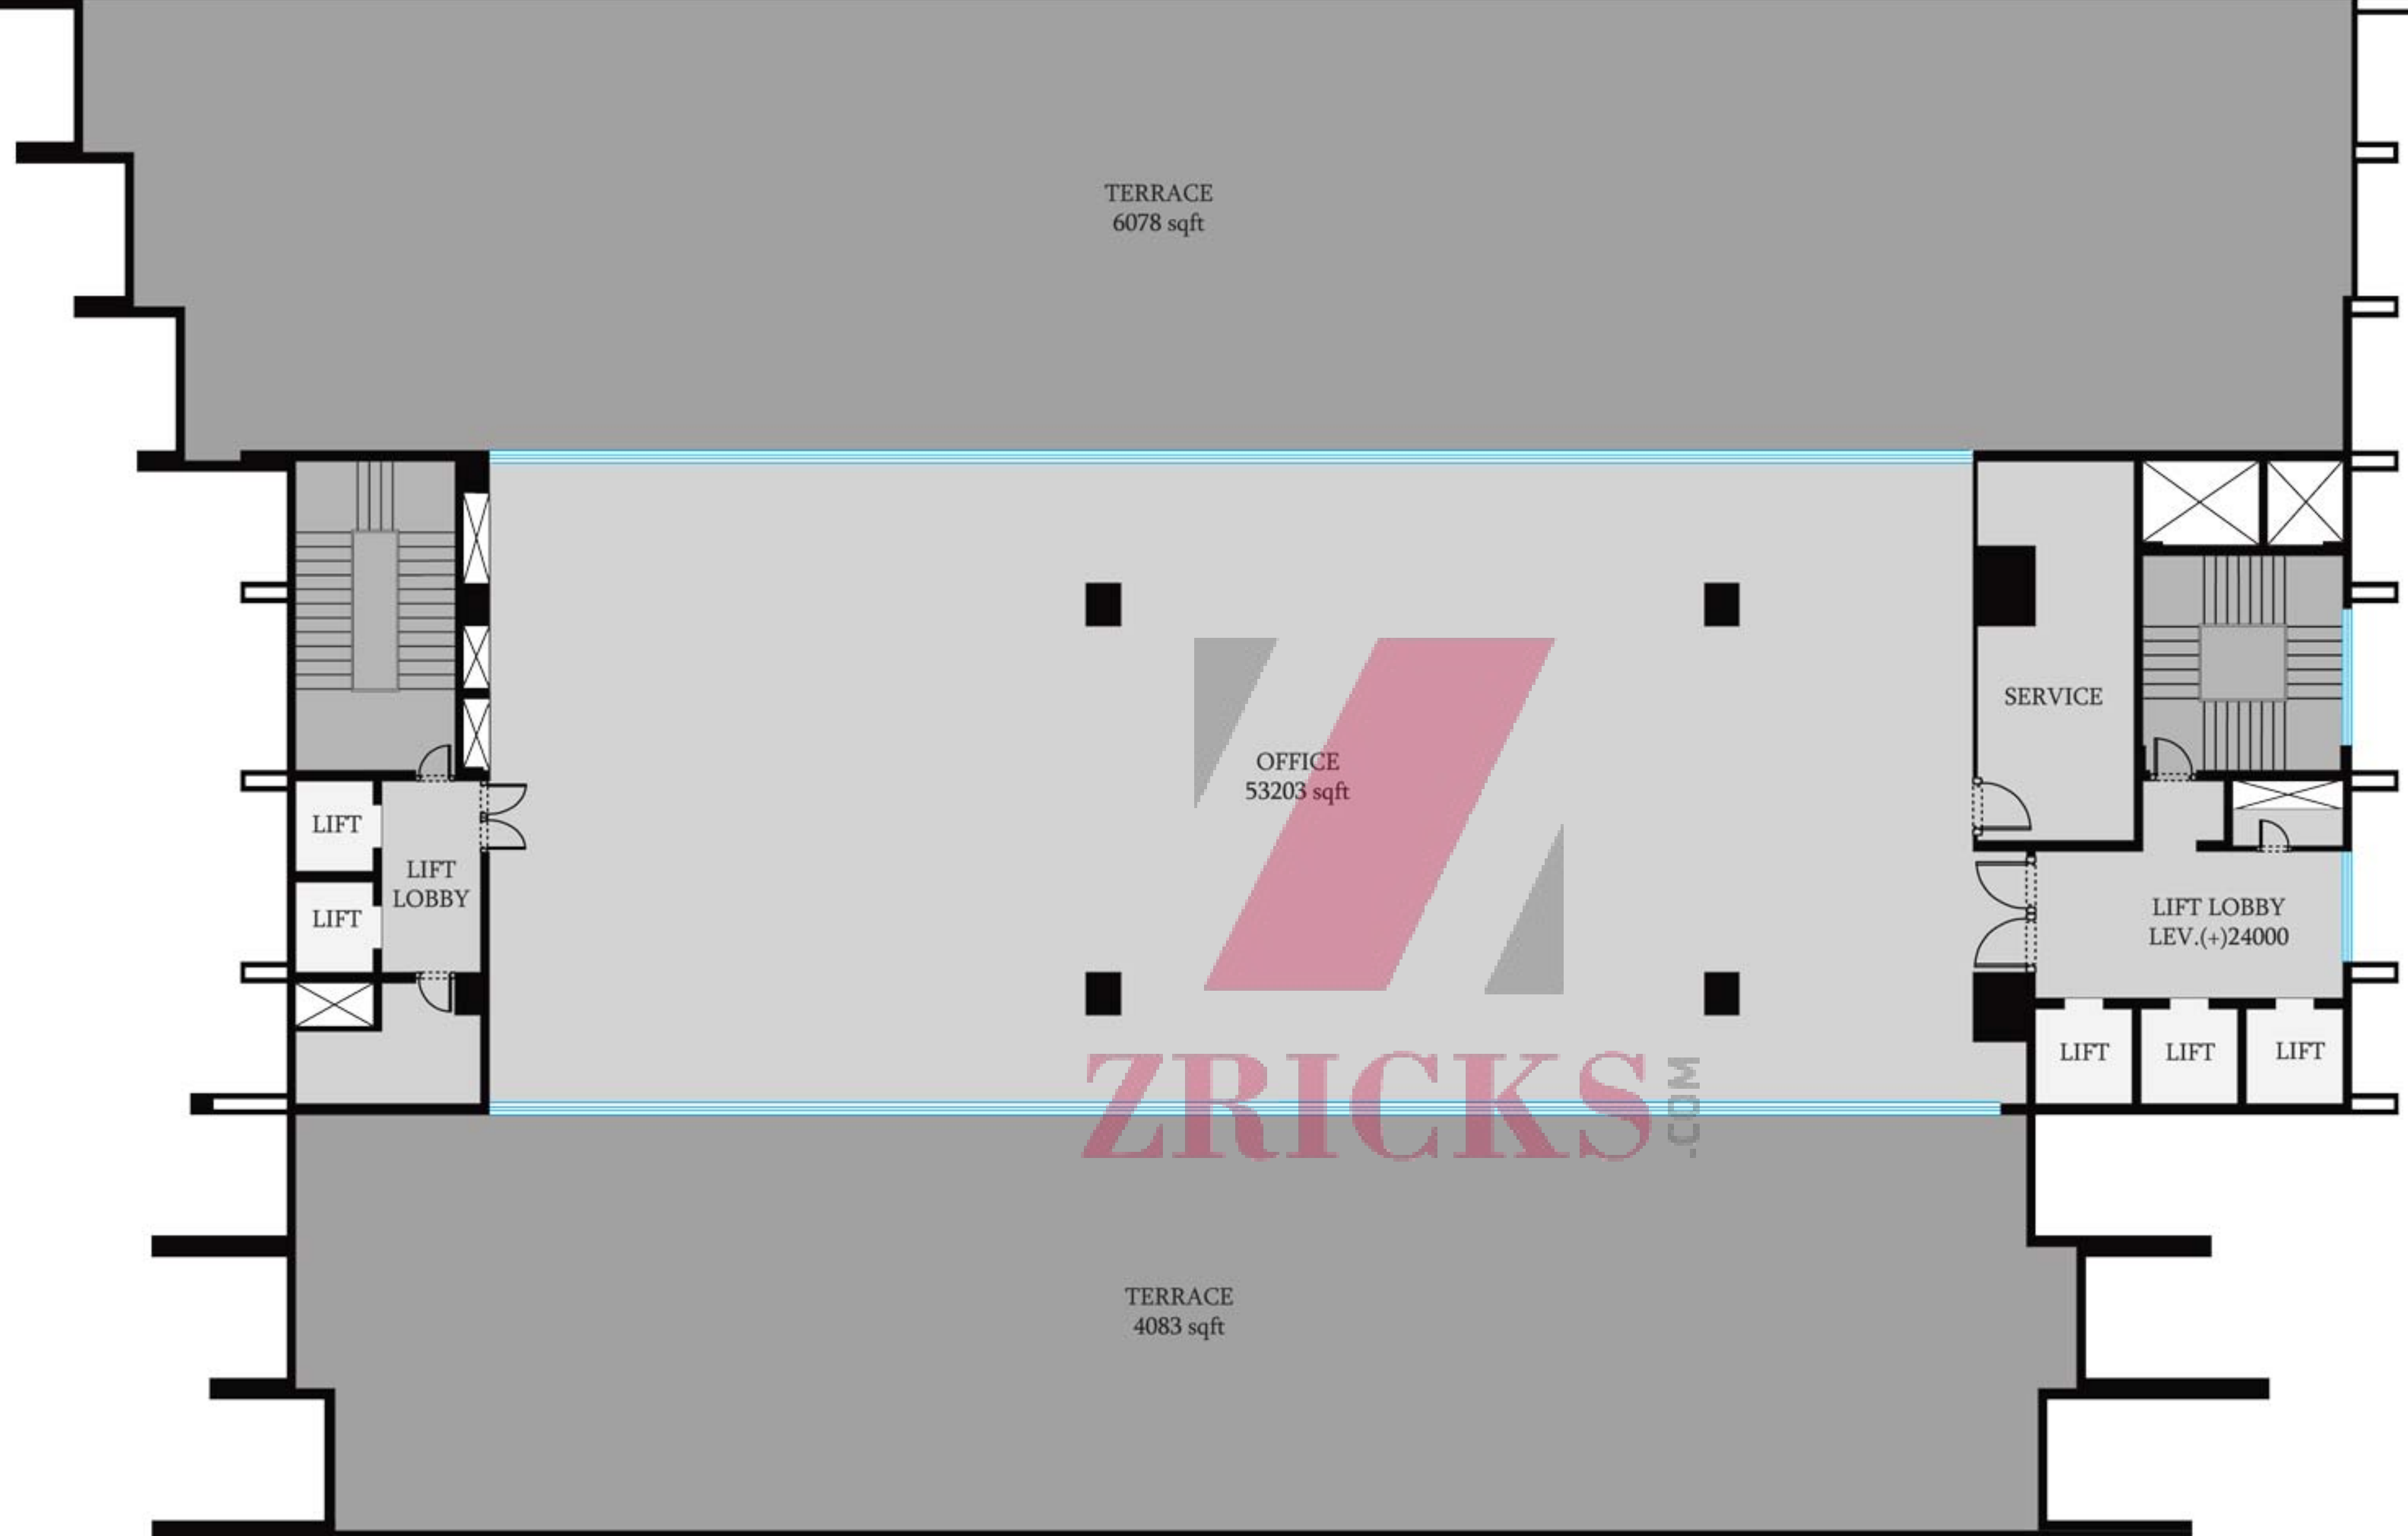 TERRACE
6078 sqft
SERVICE
OFFICE
53203 sqft
LIFT
LIFT
LOBBY
LIFT
LIFT LOBBY
LEV.(+)24000
LIFT
LIFT
LIFT
ZRICKS
.COM
TERRACE
4083 sqft